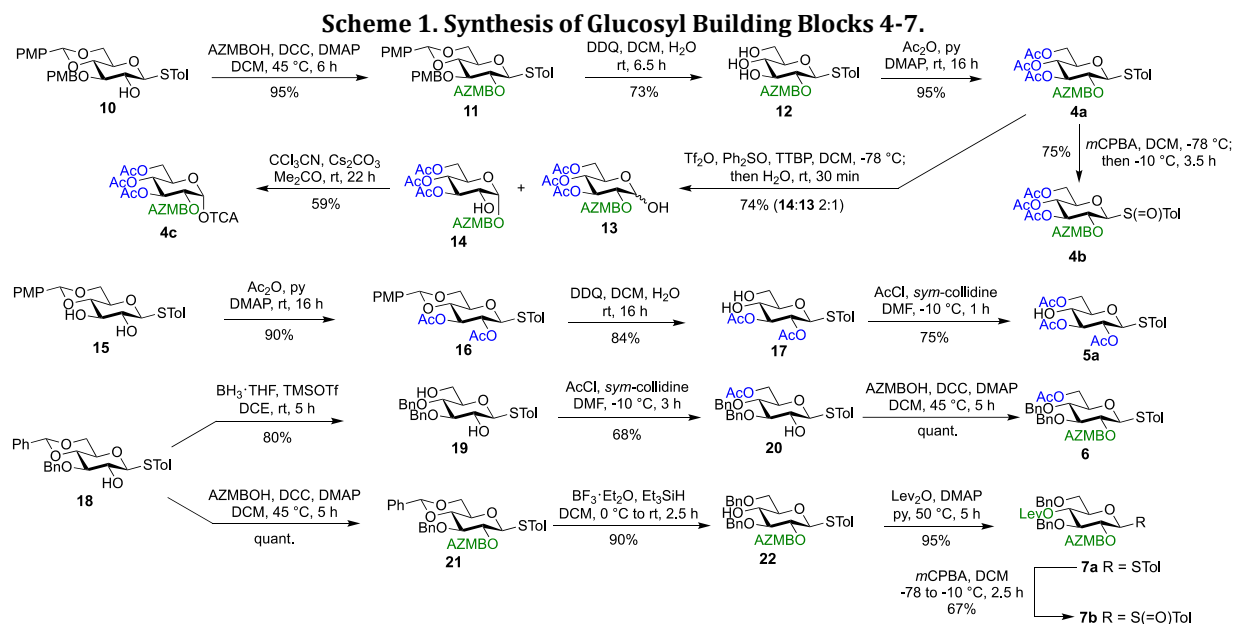 Scheme 1. Synthesis of Glucosyl Building Blocks 4-7.
PMP O O O STol PMBO HO
10
AZMBOH, DCC, DMAP
DCM, 45 °C, 6 h
95%
PMP O O O STol PMBO AZMBO
11
DDQ, DCM, H2O
rt, 6.5 h
73%
HO HO HO O STol AZMBO
12
Ac2O, py
DMAP, rt, 16 h
95%
AcO AcO AcO O STol AZMBO
4a
mCPBA, DCM, -78 °C;
then -10 °C, 3.5 h
75%
AcO AcO AcO O S(=O)Tol AZMBO
4b
Tf2O, Ph2SO, TTBP, DCM, -78 °C;
then H2O, rt, 30 min
74% (14:13 2:1)
AcO AcO AcO O OH AZMBO
13
+
AcO AcO AcO O HO AZMBO
14
CCl3CN, Cs2CO3
Me2CO, rt, 22 h
59%
AcO AcO AcO O AZMBO OTCA
4c
PMP O O O STol HO HO
15
Ac2O, py
DMAP, rt, 16 h
90%
PMP O O O STol AcO AcO
16
DDQ, DCM, H2O
rt, 16 h
84%
HO HO AcO O STol AcO
17
AcCl, sym-collidine
DMF, -10 °C, 1 h
75%
AcO HO AcO O STol AcO
5a
Ph O O O STol BnO HO
18
BH3·THF, TMSOTf
DCE, rt, 5 h
80%
HO BnO BnO O STol HO
19
AcCl, sym-collidine
DMF, -10 °C, 3 h
68%
AcO BnO BnO O STol HO
20
AZMBOH, DCC, DMAP
DCM, 45 °C, 5 h
quant.
AcO BnO BnO O STol AZMBO
6
AZMBOH, DCC, DMAP
DCM, 45 °C, 5 h
quant.
Ph O O O STol BnO AZMBO
21
BF3·Et2O, Et3SiH
DCM, 0 °C to rt, 2.5 h
90%
BnO HO BnO O STol AZMBO
22
Lev2O, DMAP
py, 50 °C, 5 h
95%
BnO LevO BnO O R AZMBO
7a R = STol
mCPBA, DCM
-78 to -10 °C, 2.5 h
67%
7b R = S(=O)Tol